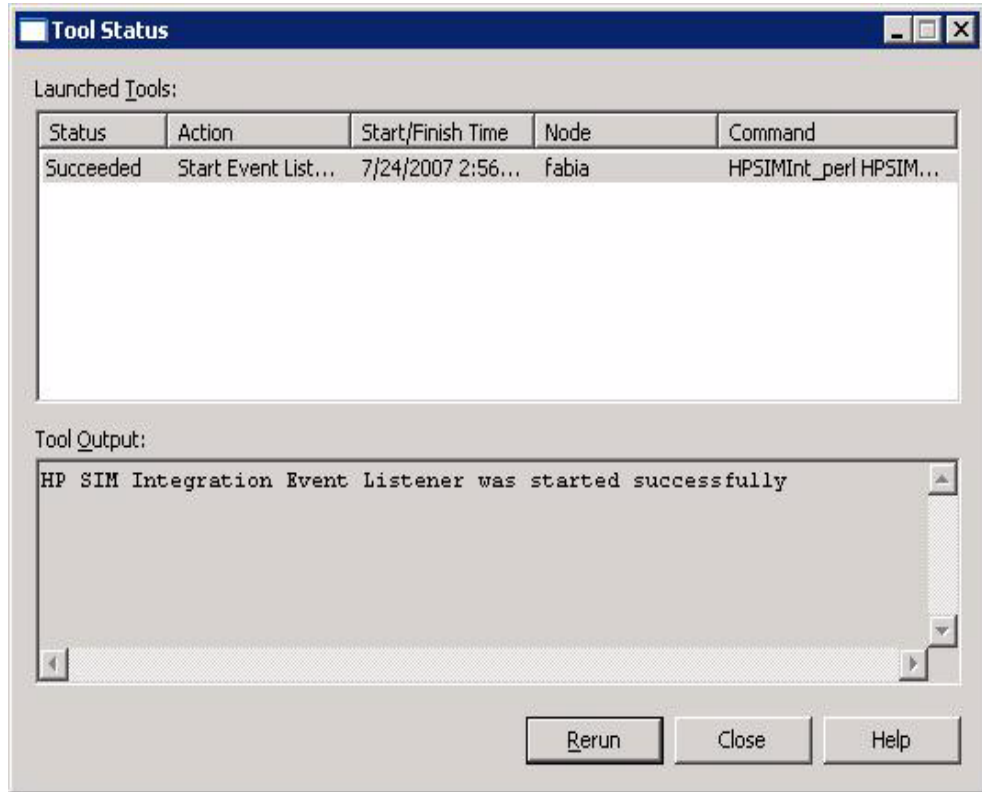 Tool Status
Launched Tools:
Status Action Start/Finish Time Node Command
Succeeded Start Event List... 7/24/2007 2:56... fabia HPSIMInt_perl HPSIM...
Tool Output:
HP SIM Integration Event Listener was started successfully
Rerun Close Help